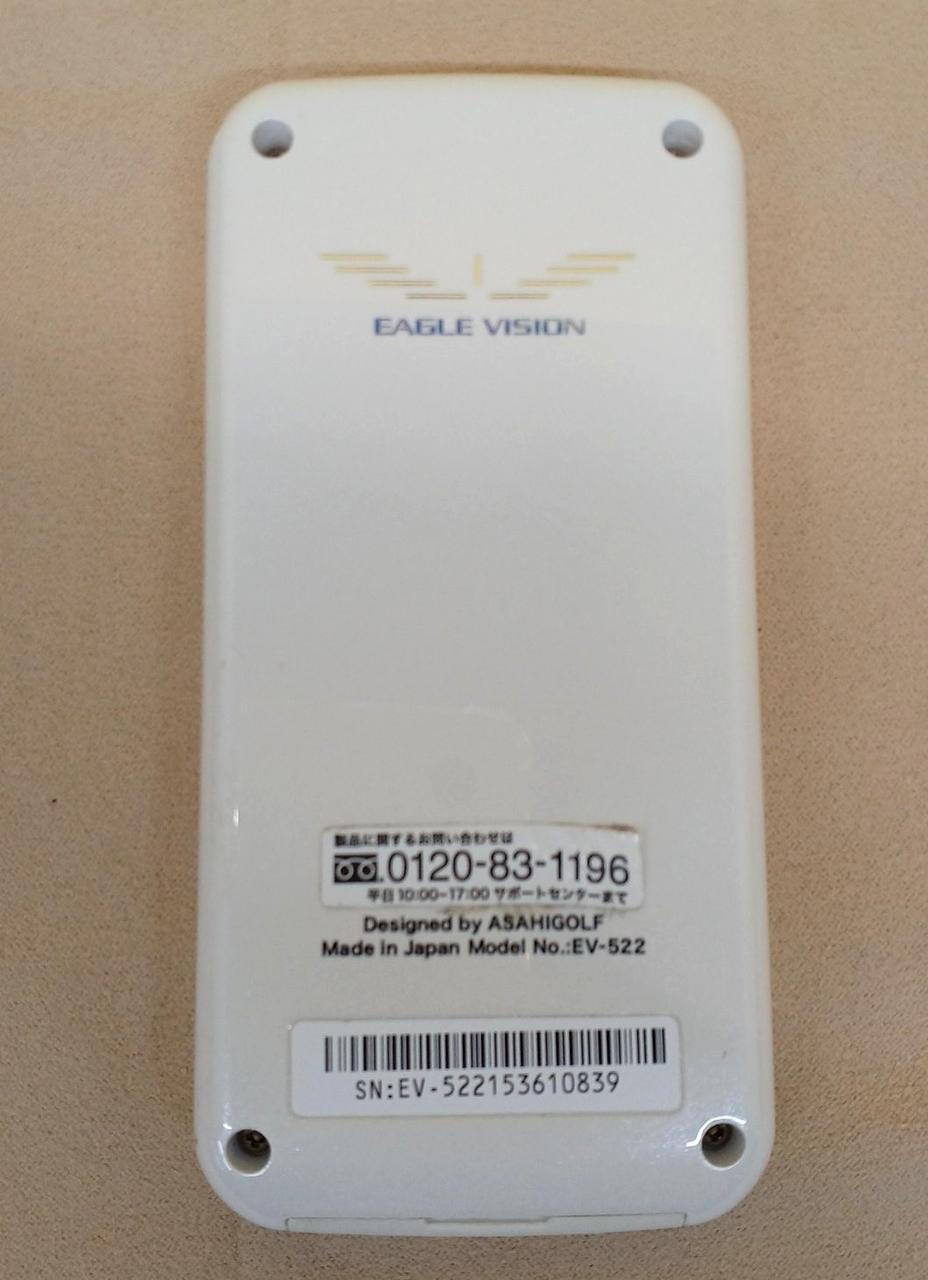 EAGLE VISION
製品に関するお問い合わせは
0120-83-1196
平日 10:00-17:00 サポートセンターまで
Designed by ASAHIGOLF
Made in Japan Model No.:EV-522
SN:EV-522153610839